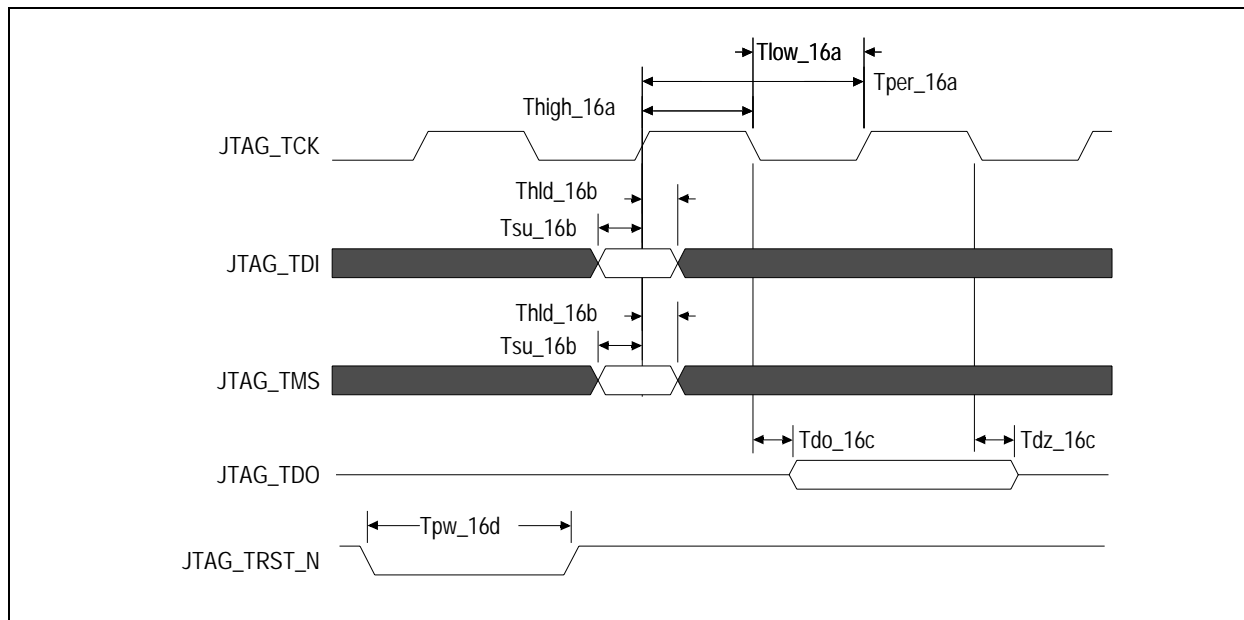 Tlow_16a
Tper_16a
Thigh_16a
JTAG_TCK
Thld_16b
Tsu_16b
JTAG_TDI
Thld_16b
Tsu_16b
JTAG_TMS
Tdo_16c
Tdz_16c
JTAG_TDO
Tpw_16d
JTAG_TRST_N